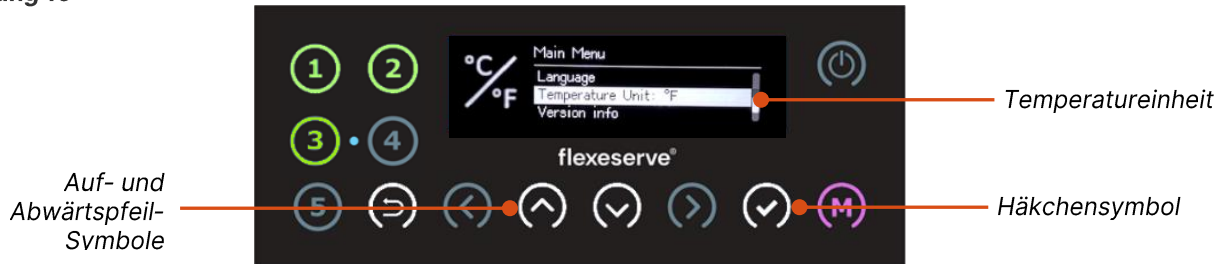 °C/°F
Main Menu
Language
Temperature Unit: °F
Version info
1
2
3
4
5
M
flexeserve®
Temperatureinheit
Auf- und
Abwärtspfeil-
Symbole
Häkchensymbol